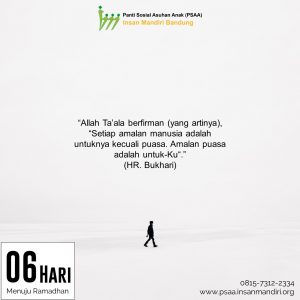 Panti Sosial Asuhan Anak (PSAA)
Insan Mandiri Bandung
“Allah Ta’ala berfirman (yang artinya),
“Setiap amalan manusia adalah
untuknya kecuali puasa. Amalan puasa
adalah untuk-Ku“.”
(HR. Bukhari)
06 HARI
Menuju Ramadhan
0815-7312-2334
www.psaa.insanmandiri.org